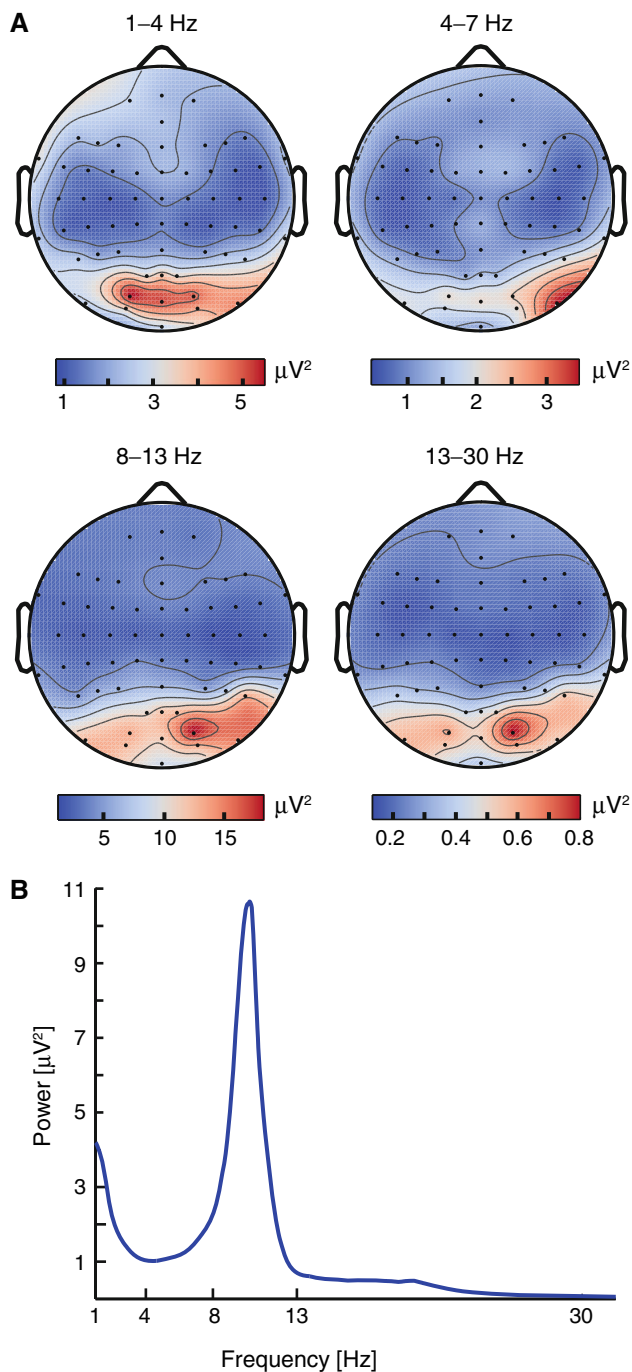 A
1–4 Hz
4–7 Hz
μV²
1 3 5
μV²
1 2 3
8–13 Hz
13–30 Hz
μV²
5 10 15
μV²
0.2 0.4 0.6 0.8
B
11
9
7
5
3
1
Power [μV²]
1 4 8 13 30
Frequency [Hz]